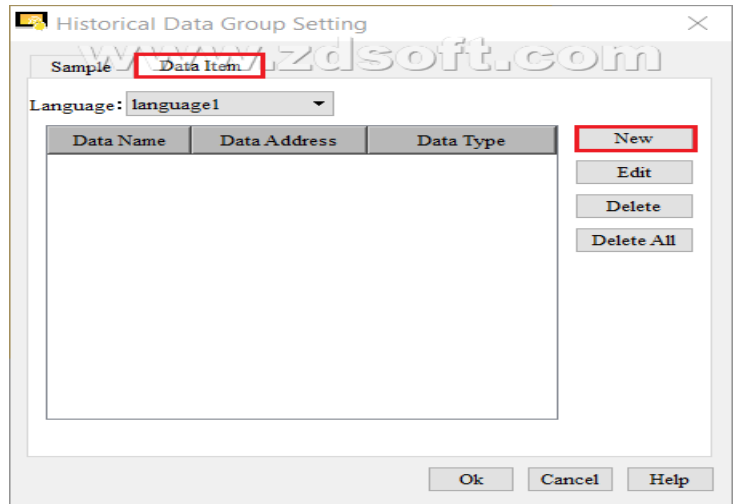 Historical Data Group Setting
www.zdsoft.com
Sample Data Item
Language: language1
Data Name Data Address Data Type
New
Edit
Delete
Delete All
Ok Cancel Help